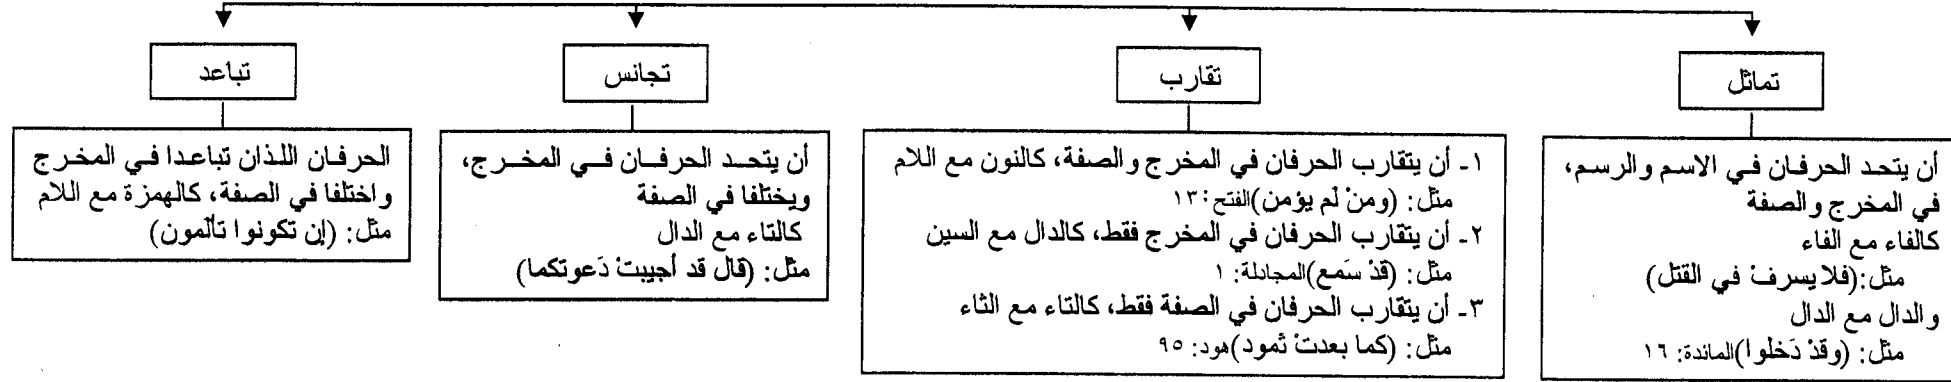 تماثل
أن يتحد الحرفان في الاسم والرسم،
في المخرج والصفة
كالفاء مع الفاء
مثل:(فلا يسرفْ في القتل)
والدال مع الدال
مثل: (وقدْ دَخلوا)المائدة: ١٦
تقارب
١- أن يتقارب الحرفان في المخرج والصفة، كالنون مع اللام
مثل: (ومنْ لَم يؤمن)الفتح:١٣
٢- أن يتقارب الحرفان في المخرج فقط، كالدال مع السين
مثل: (قدْ سَمع)المجادلة: ١
٣- أن يتقارب الحرفان في الصفة فقط، كالتاء مع الثاء
مثل: (كما بعدتْ ثمود)هود: ٩٥
تجانس
أن يتحد الحرفان في المخرج،
ويختلفا في الصفة
كالتاء مع الدال
مثل: (قال قد أجيبتْ دَعوتكما)
تباعد
الحرفان اللذان تباعدا في المخرج
واختلفا في الصفة، كالهمزة مع اللام
مثل: (إن تكونوا تألمون)